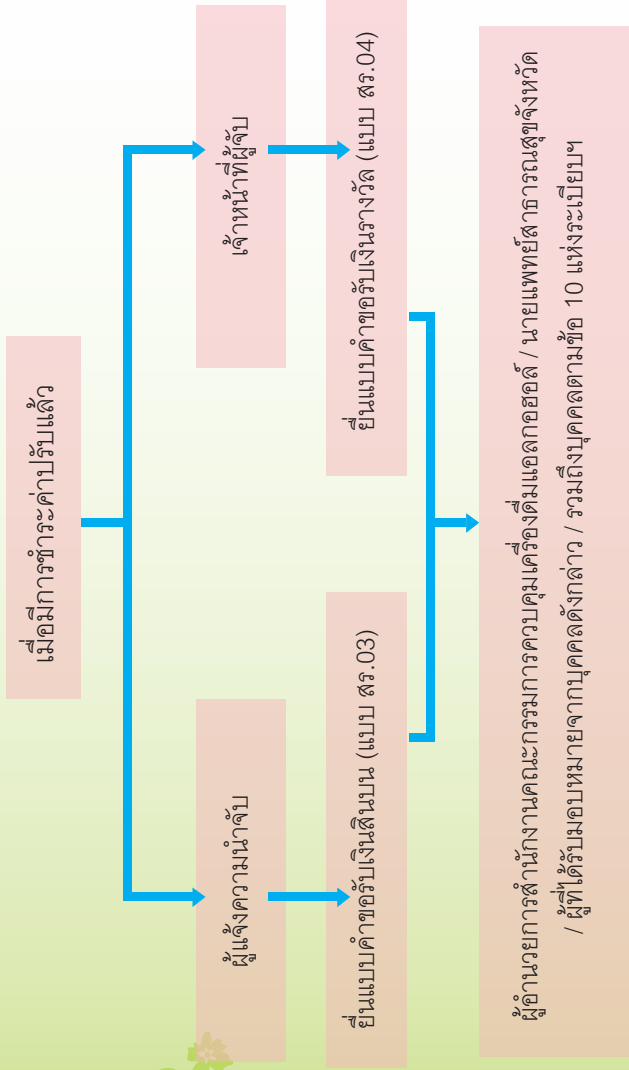 เมื่อมีการชำระค่าปรับแล้ว
ผู้แจ้งความนำจับ
เจ้าหน้าที่ผู้จับ
ยื่นแบบคำขอรับเงินสินบน (แบบ สร.03)
ยื่นแบบคำขอรับเงินรางวัล (แบบ สร.04)
ผู้อำนวยการสำนักงานคณะกรรมการควบคุมเครื่องดื่มแอลกอฮอล์ / นายแพทย์สาธารณสุขจังหวัด
/ ผู้ที่ได้รับมอบหมายจากบุคคลดังกล่าว / รวมถึงบุคคลตามข้อ 10 แห่งระเบียบฯ